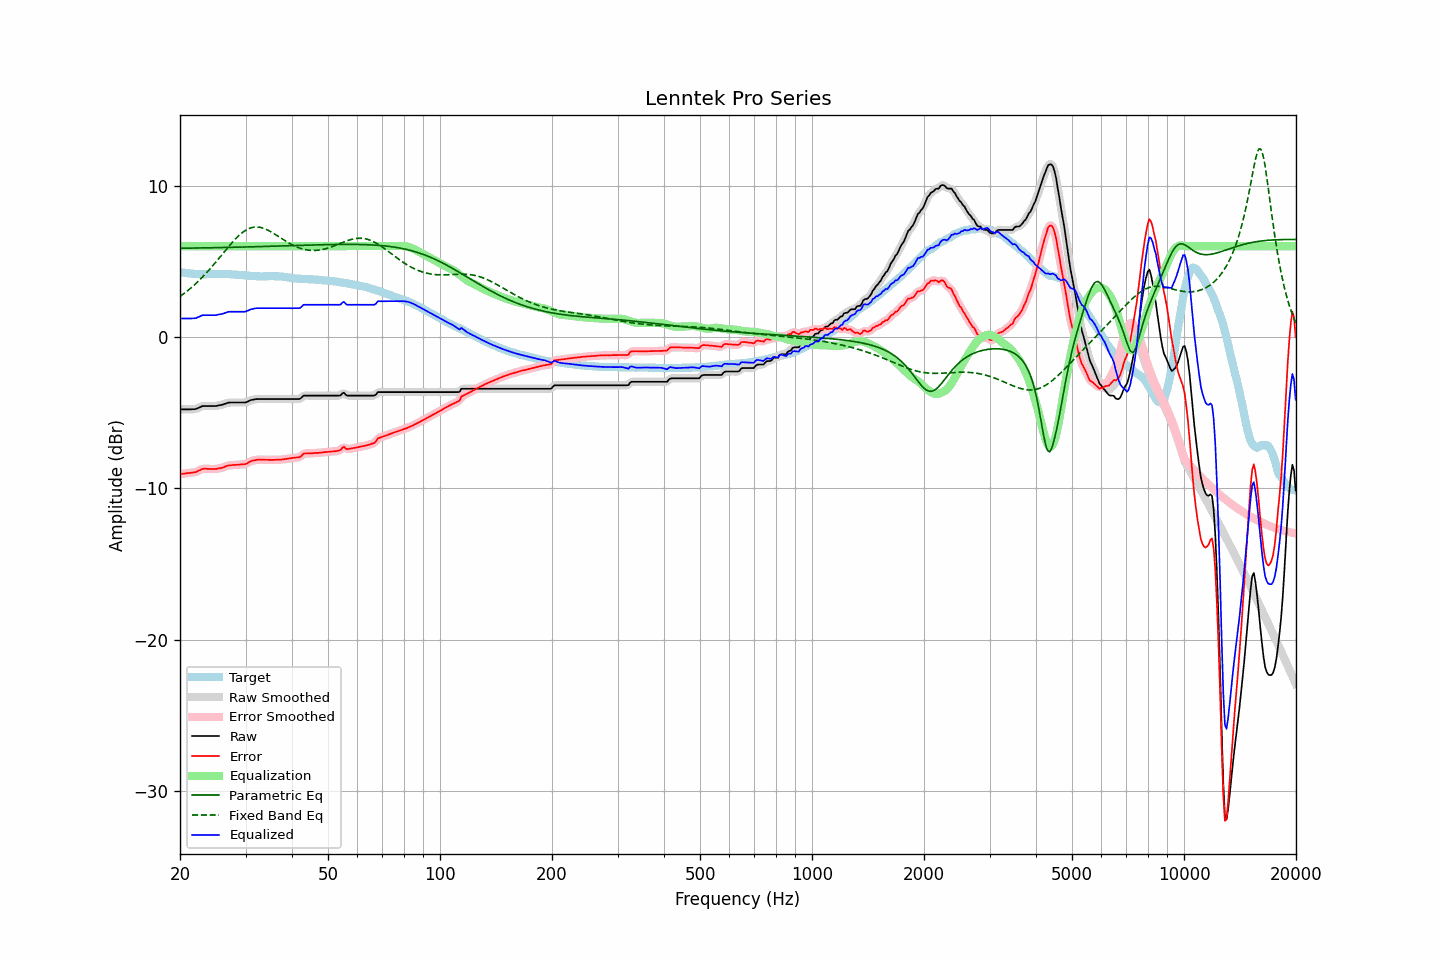 Lenntek Pro Series
Amplitude (dBr)
10
0
−10
−20
−30
Target
Raw Smoothed
Error Smoothed
Raw
Error
Equalization
Parametric Eq
Fixed Band Eq
Equalized
20 50 100 200 500 1000 2000 5000 10000 20000
Frequency (Hz)